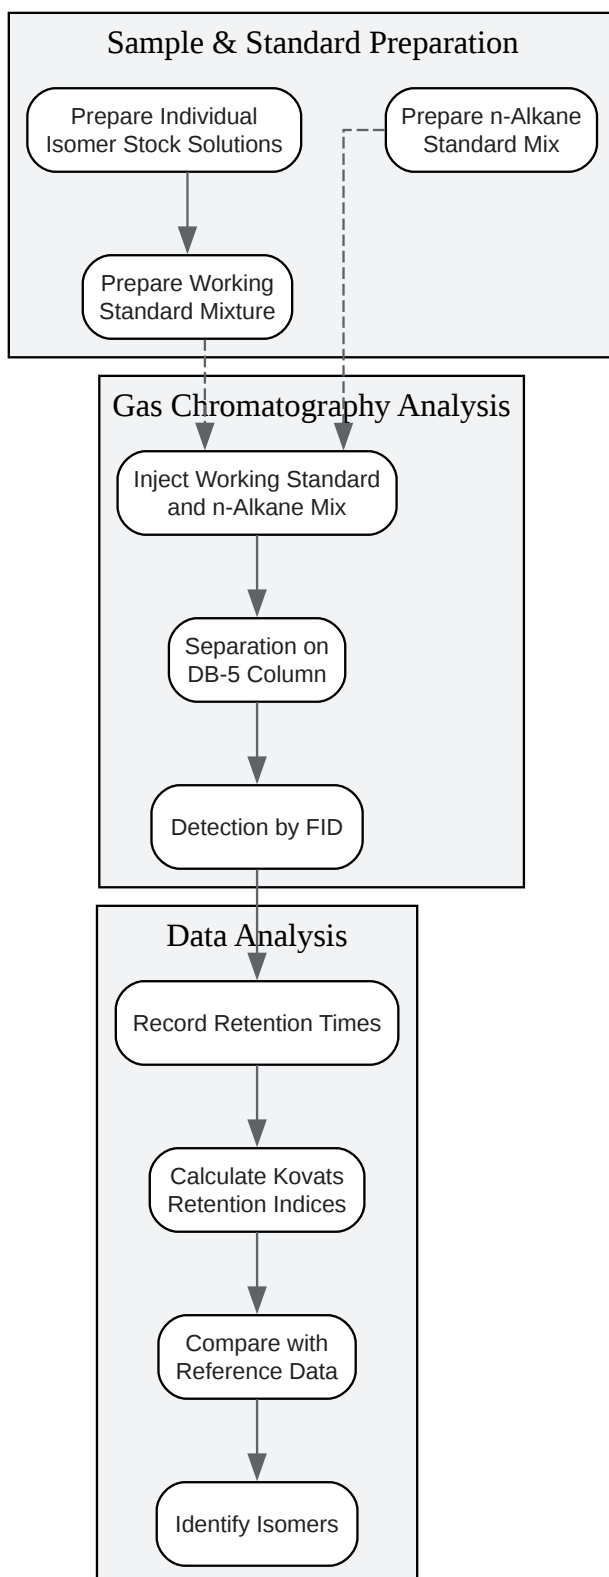 Sample & Standard Preparation
Prepare Individual
Isomer Stock Solutions
Prepare n-Alkane
Standard Mix
Prepare Working
Standard Mixture
Gas Chromatography Analysis
Inject Working Standard
and n-Alkane Mix
Separation on
DB-5 Column
Detection by FID
Data Analysis
Record Retention Times
Calculate Kovats
Retention Indices
Compare with
Reference Data
Identify Isomers